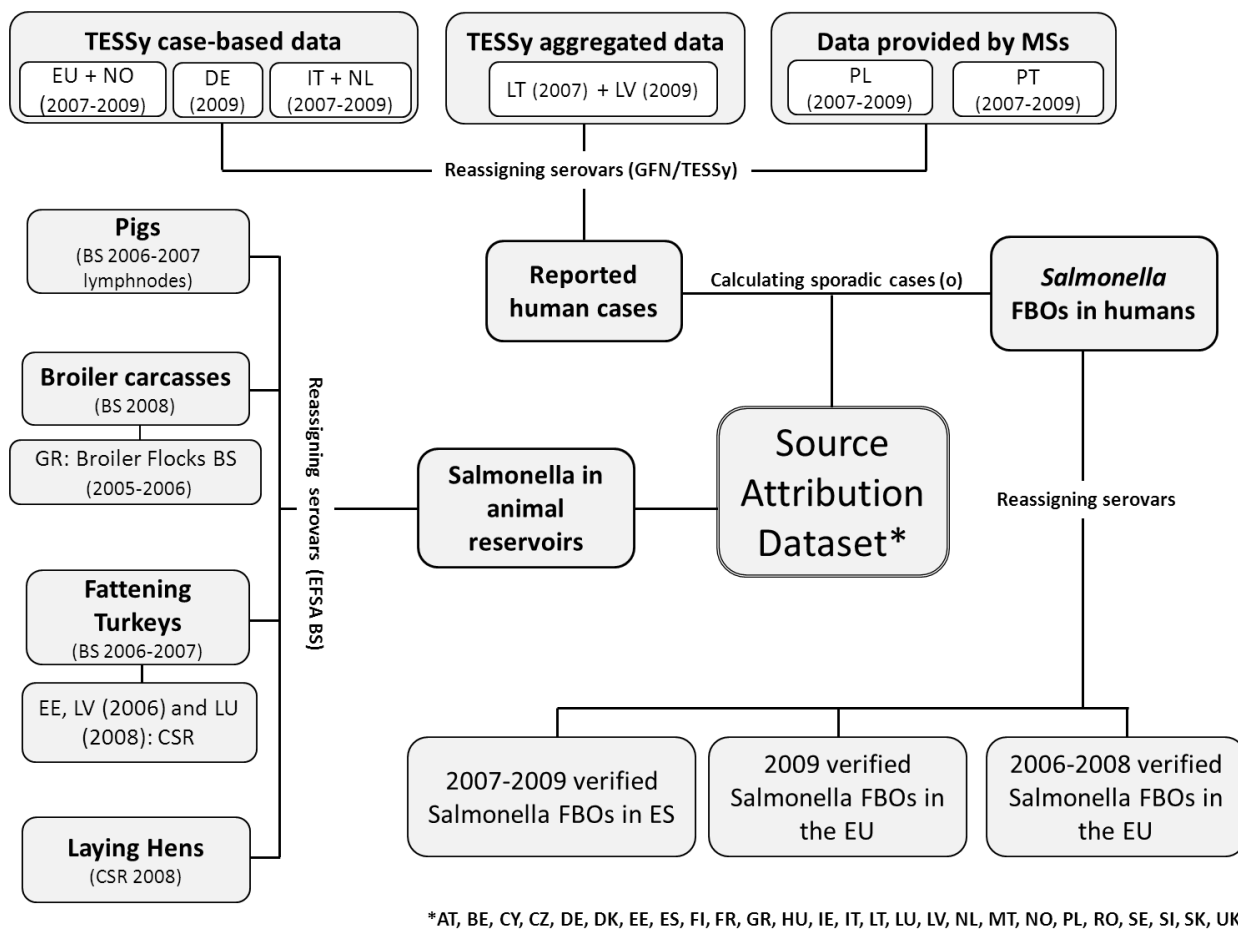 TESSy case-based data
EU + NO
(2007-2009)
DE
(2009)
IT + NL
(2007-2009)
TESSy aggregated data
LT (2007) + LV (2009)
Data provided by MSs
PL
(2007-2009)
PT
(2007-2009)
Reassigning serovars (GFN/TESSy)
Pigs
(BS 2006-2007
lymphnodes)
Broiler carcasses
(BS 2008)
GR: Broiler Flocks BS
(2005-2006)
Fattening
Turkeys
(BS 2006-2007)
EE, LV (2006) and LU
(2008): CSR
Laying Hens
(CSR 2008)
Reassigning serovars (EFSA BS)
Reported
human cases
Calculating sporadic cases (o)
Salmonella
FBOs in humans
Salmonella in
animal
reservoirs
Source
Attribution
Dataset*
Reassigning serovars
2007-2009 verified
Salmonella FBOs in ES
2009 verified
Salmonella FBOs in
the EU
2006-2008 verified
Salmonella FBOs in
the EU
*AT, BE, CY, CZ, DE, DK, EE, ES, FI, FR, GR, HU, IE, IT, LT, LU, LV, NL, MT, NO, PL, RO, SE, SI, SK, UK